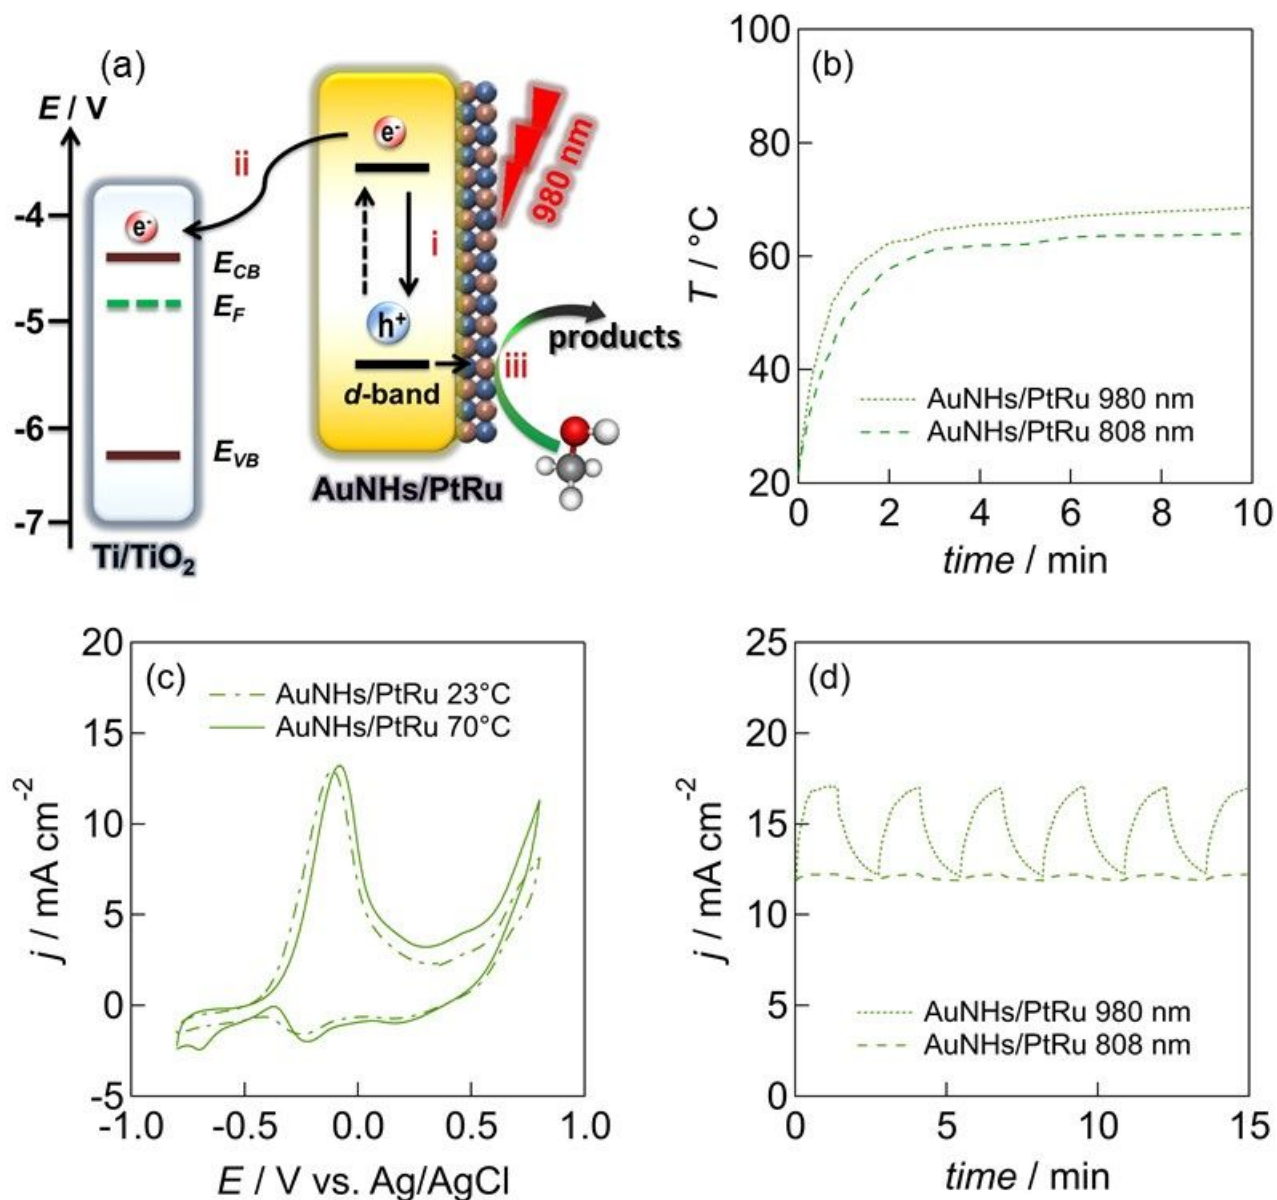 (a)
E / V
-4
-5
-6
-7
e-
ii
E_CB
E_F
E_VB
Ti/TiO₂
e-
i
h⁺
d-band
AuNHs/PtRu
980 nm
iii
products
(b)
100
80
60
40
20
T / °C
AuNHs/PtRu 980 nm
AuNHs/PtRu 808 nm
0 2 4 6 8 10
time / min
(c)
20
15
10
5
0
-5
j / mA cm⁻²
AuNHs/PtRu 23°C
AuNHs/PtRu 70°C
-1.0 -0.5 0.0 0.5 1.0
E / V vs. Ag/AgCl
(d)
25
20
15
10
5
0
j / mA cm⁻²
AuNHs/PtRu 980 nm
AuNHs/PtRu 808 nm
0 5 10 15
time / min